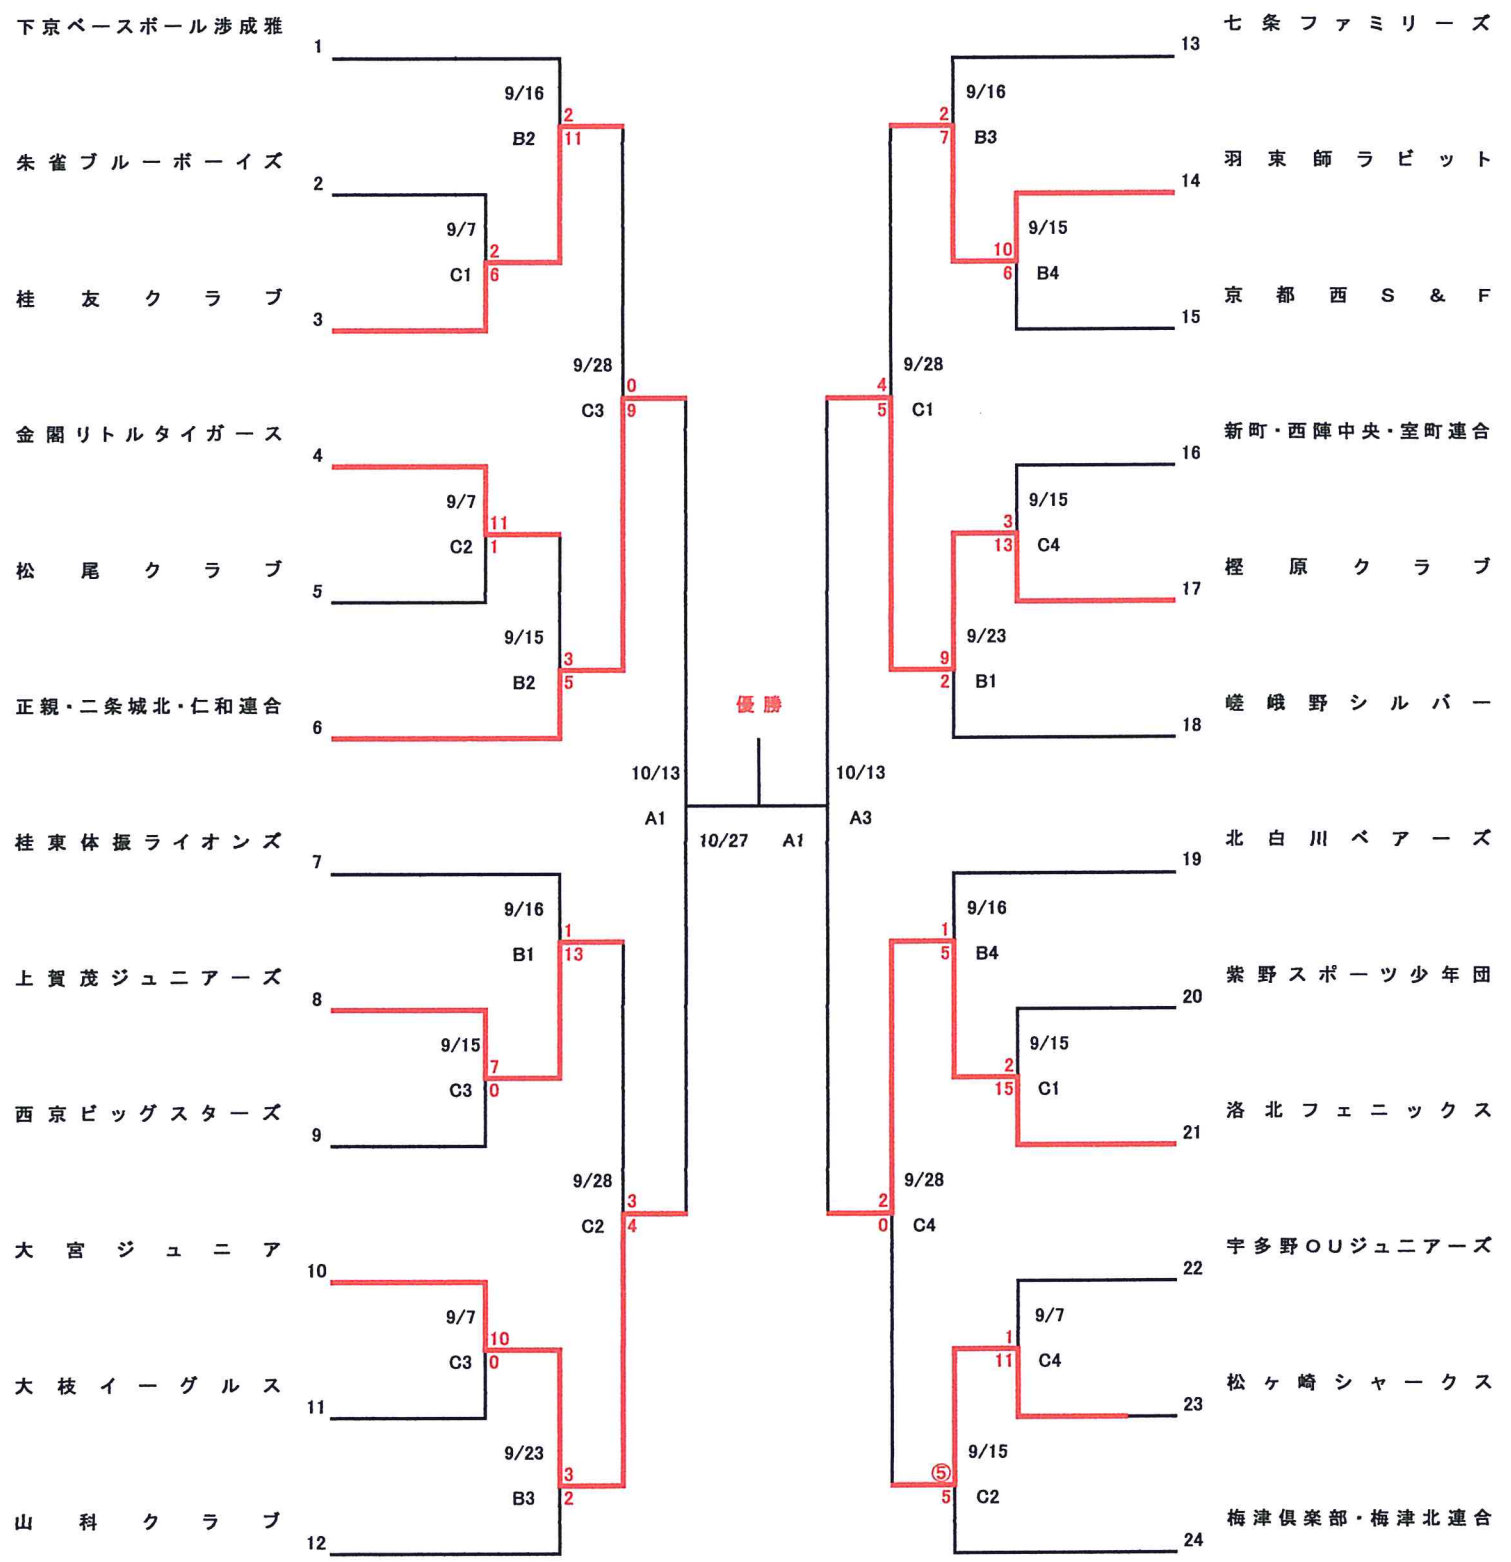 下京ベースボール渉成雅
1
9/16
2
B2
11
朱雀ブルーボーイズ
2
9/7
2
C1
6
桂友クラブ
3
9/28
0
C3
9
金閣リトルタイガース
4
9/7
11
C2
1
松尾クラブ
5
9/15
3
B2
5
正親・二条城北・仁和連合
6
10/13
A1
桂東体振ライオンズ
7
9/16
1
B1
13
上賀茂ジュニアーズ
8
9/15
7
C3
0
西京ビッグスターズ
9
9/28
3
C2
4
大宮ジュニア
10
9/7
10
C3
0
大枝イーグルス
11
9/23
3
B3
2
山科クラブ
12
優勝
10/27 A1
七条ファミリーズ
13
9/16
2
B3
7
羽束師ラビット
14
9/15
10
B4
6
京都西S&F
15
9/28
4
C1
5
新町・西陣中央・室町連合
16
9/15
3
C4
13
樫原クラブ
17
9/23
9
B1
2
嵯峨野シルバー
18
10/13
A3
北白川ベアーズ
19
9/16
1
B4
5
紫野スポーツ少年団
20
9/15
2
C1
15
洛北フェニックス
21
9/28
2
C4
0
宇多野OUジュニアーズ
22
9/7
1
C4
11
松ヶ崎シャークス
23
9/15
⑤
C2
5
梅津倶楽部・梅津北連合
24